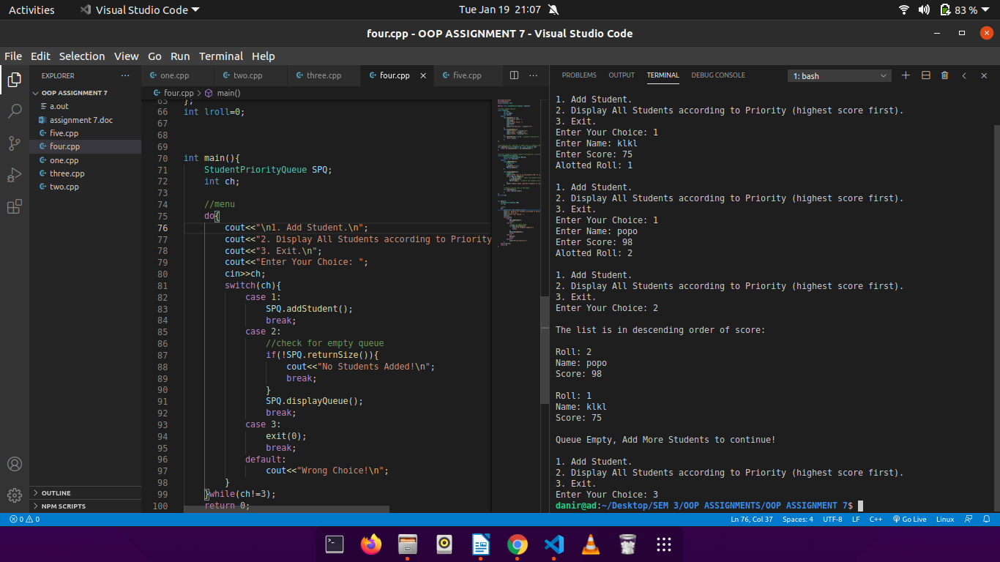 Activities Visual Studio Code Tue Jan 19 21:07 83 %
four.cpp - OOP ASSIGNMENT 7 - Visual Studio Code
File Edit Selection View Go Run Terminal Help
EXPLORER ...
OOP ASSIGNMENT 7
a.out
assignment 7.doc
five.cpp
four.cpp
one.cpp
three.cpp
two.cpp
OUTLINE
NPM SCRIPTS
one.cpp two.cpp three.cpp four.cpp five.cpp ...
four.cpp > main()
65 };
66 int lroll=0;
67
68
69
70 int main(){
71 StudentPriorityQueue SPQ;
72 int ch;
73
74 //menu
75 do{
76 cout<<"\n1. Add Student.\n";
77 cout<<"2. Display All Students according to Priority
78 cout<<"3. Exit.\n";
79 cout<<"Enter Your Choice: ";
80 cin>>ch;
81 switch(ch){
82 case 1:
83 SPQ.addStudent();
84 break;
85 case 2:
86 //check for empty queue
87 if(!SPQ.returnSize()){
88 cout<<"No Students Added!\n";
89 break;
90 }
91 SPQ.displayQueue();
92 break;
93 case 3:
94 exit(0);
95 break;
96 default:
97 cout<<"Wrong Choice!\n";
98 }
99 }while(ch!=3);
100 return 0;
PROBLEMS OUTPUT TERMINAL DEBUG CONSOLE 1: bash
1. Add Student.
2. Display All Students according to Priority (highest score first).
3. Exit.
Enter Your Choice: 1
Enter Name: klkl
Enter Score: 75
Alotted Roll: 1
1. Add Student.
2. Display All Students according to Priority (highest score first).
3. Exit.
Enter Your Choice: 1
Enter Name: popo
Enter Score: 98
Alotted Roll: 2
1. Add Student.
2. Display All Students according to Priority (highest score first).
3. Exit.
Enter Your Choice: 2
The list is in descending order of score:
Roll: 2
Name: popo
Score: 98
Roll: 1
Name: klkl
Score: 75
Queue Empty, Add More Students to continue!
1. Add Student.
2. Display All Students according to Priority (highest score first).
3. Exit.
Enter Your Choice: 3
danir@ad:~/Desktop/SEM 3/OOP ASSIGNMENTS/OOP ASSIGNMENT 7$
0 0 Ln 76, Col 37 Spaces: 4 UTF-8 LF C++ Go Live Linux